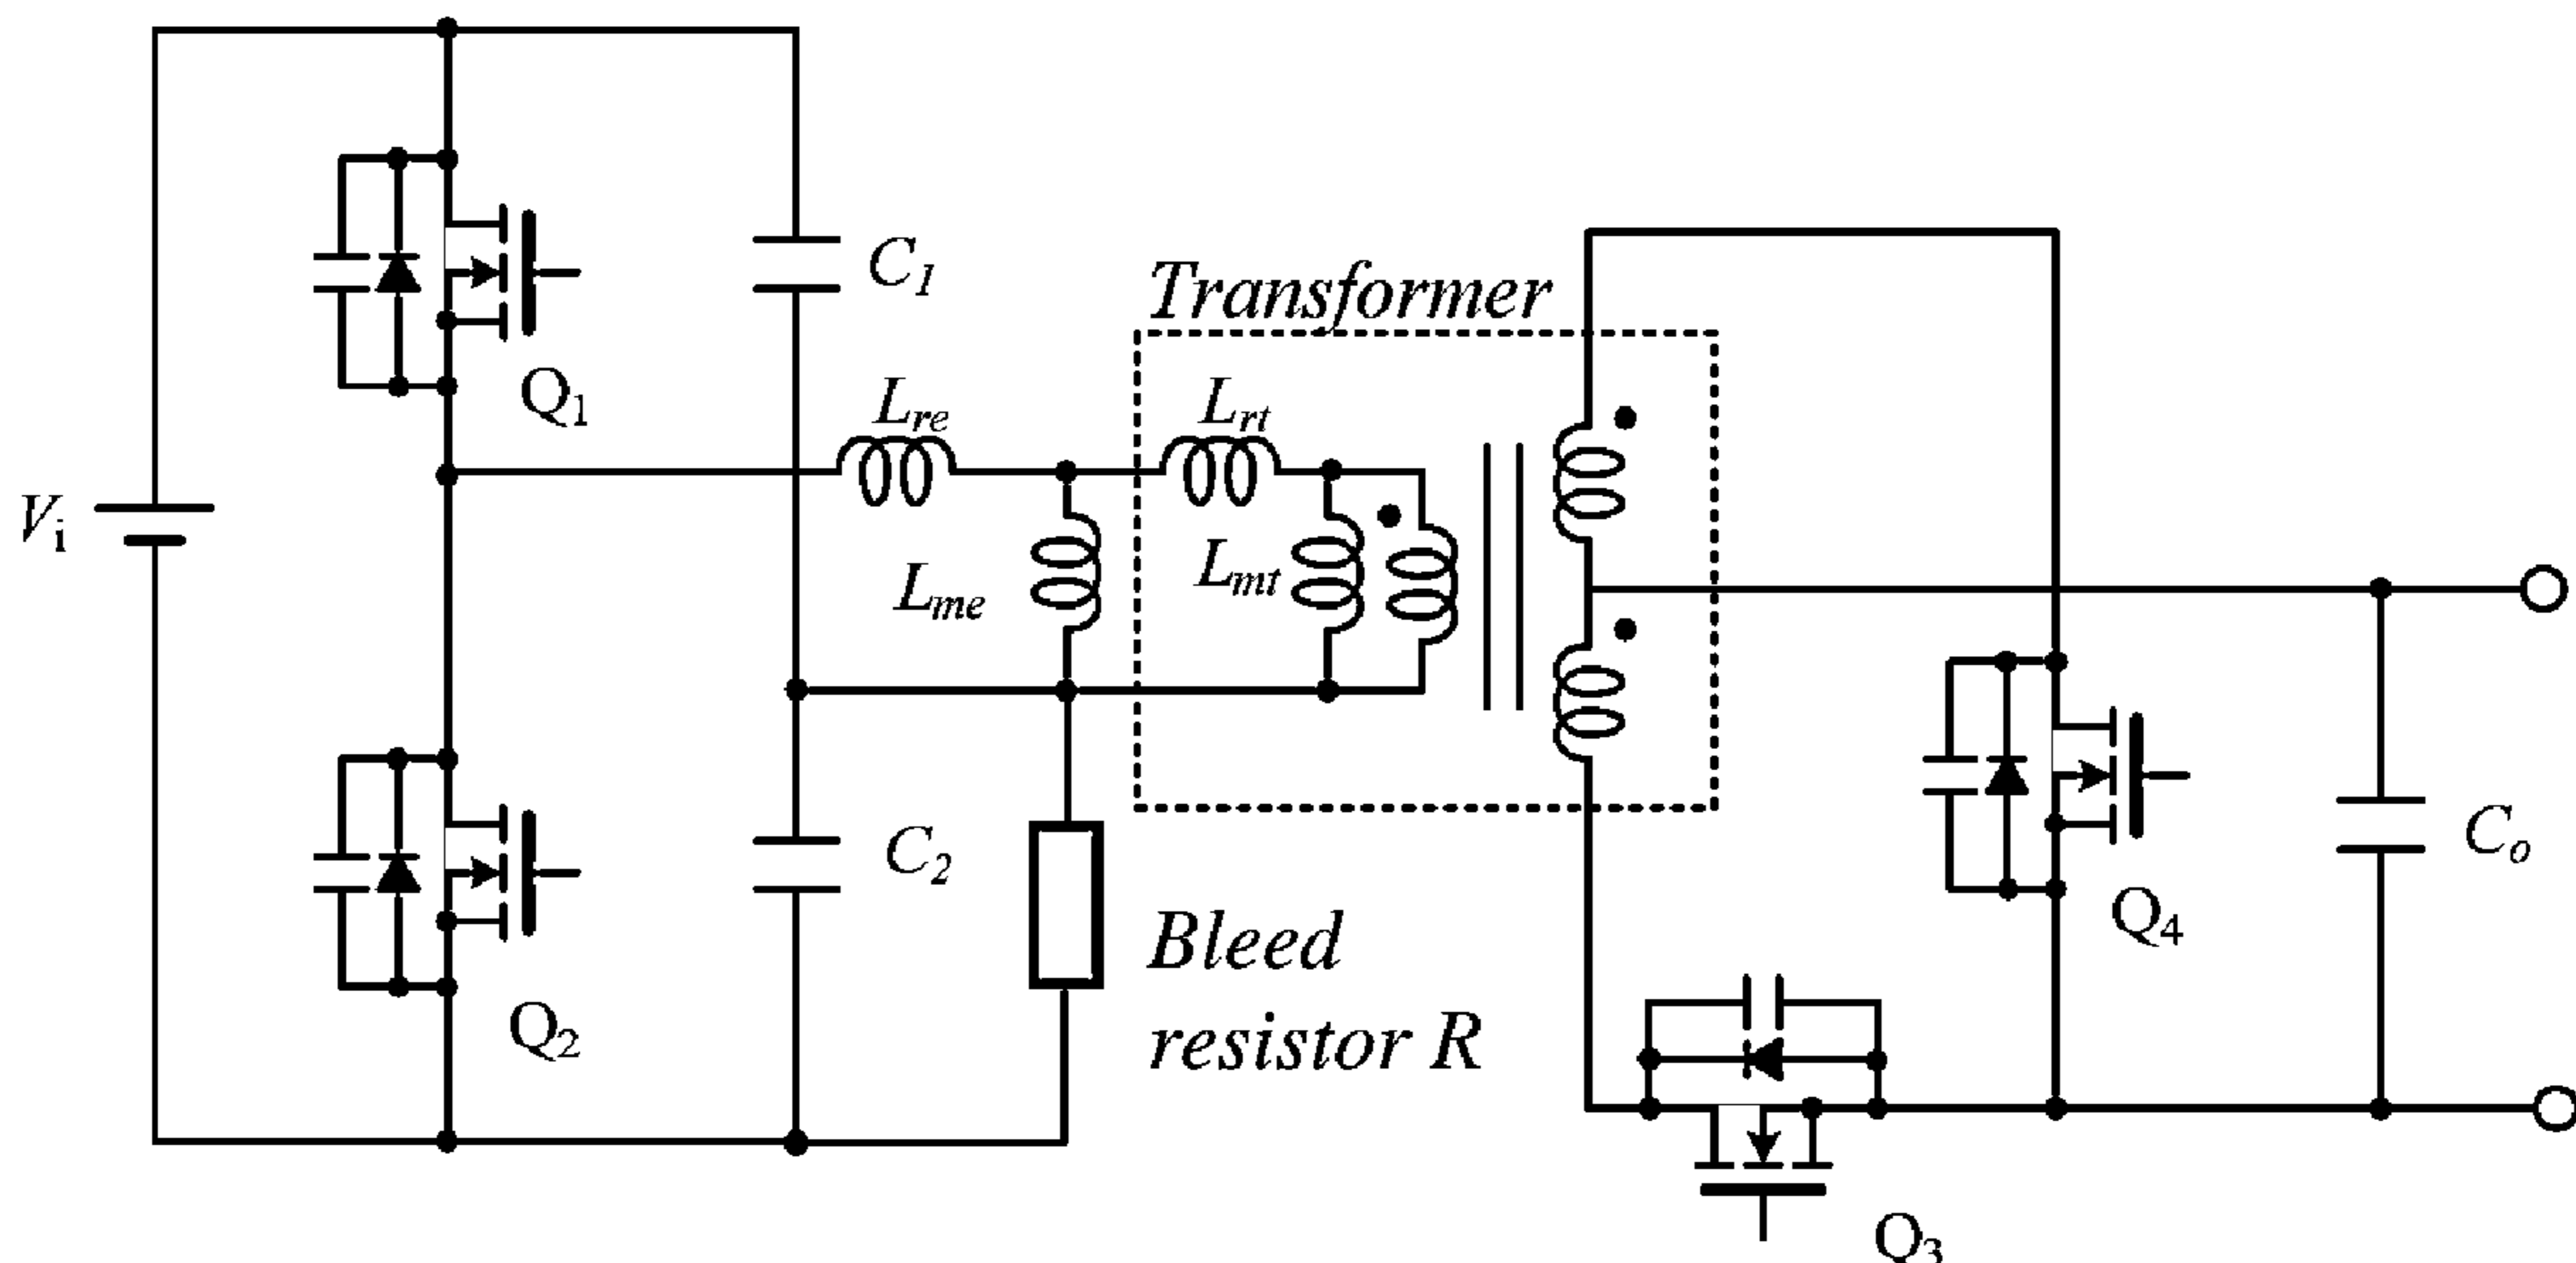 C1
Transformer
Q1
Lre
Lrt
Vi
Lme
Lmt
C2
Co
Bleed
resistor R
Q4
Q2
Q3